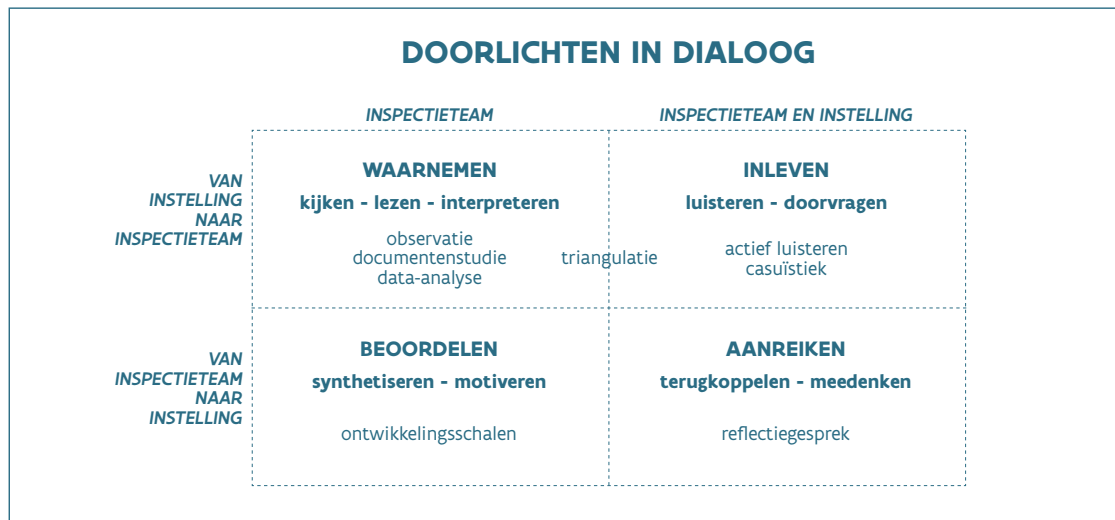 DOORLICHTEN IN DIALOOG
INSPECTIETEAM
INSPECTIETEAM EN INSTELLING
VAN
INSTELLING
NAAR
INSPECTIETEAM
WAARNEMEN
kijken - lezen - interpreteren
observatie
documentenstudie
data-analyse
triangulatie
INLEVEN
luisteren - doorvragen
actief luisteren
casuïstiek
VAN
INSPECTIETEAM
NAAR
INSTELLING
BEOORDELEN
synthetiseren - motiveren
ontwikkelingsschalen
AANREIKEN
terugkoppelen - meedenken
reflectiegesprek